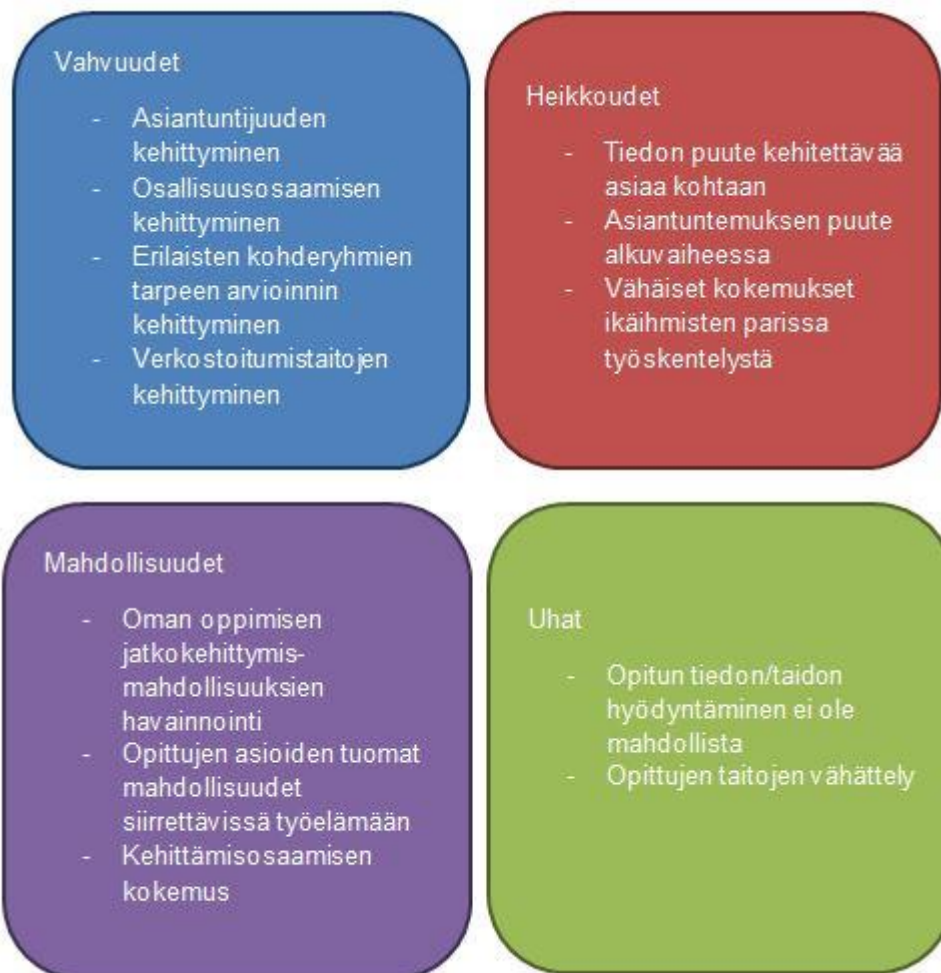 Vahvuudet
- Asiantuntijuuden
kehittyminen
- Osallisuusosaamisen
kehittyminen
- Erilaisten kohderyhmien
tarpeen arvioinnin
kehittyminen
- Verkostoitumistaitojen
kehittyminen
Heikkoudet
- Tiedon puute kehitettävää
asiaa kohtaan
- Asiantuntemuksen puute
alkuvaiheessa
- Vähäiset kokemukset
ikäihmisten parissa
työskentelystä
Mahdollisuudet
- Oman oppimisen
jatkokehittymis-
mahdollisuuksien
havainnointi
- Opittujen asioiden tuomat
mahdollisuudet
siirrettävissä työelämään
- Kehittämisosaamisen
kokemus
Uhat
- Opitun tiedon/taidon
hyödyntäminen ei ole
mahdollista
- Opittujen taitojen vähättely